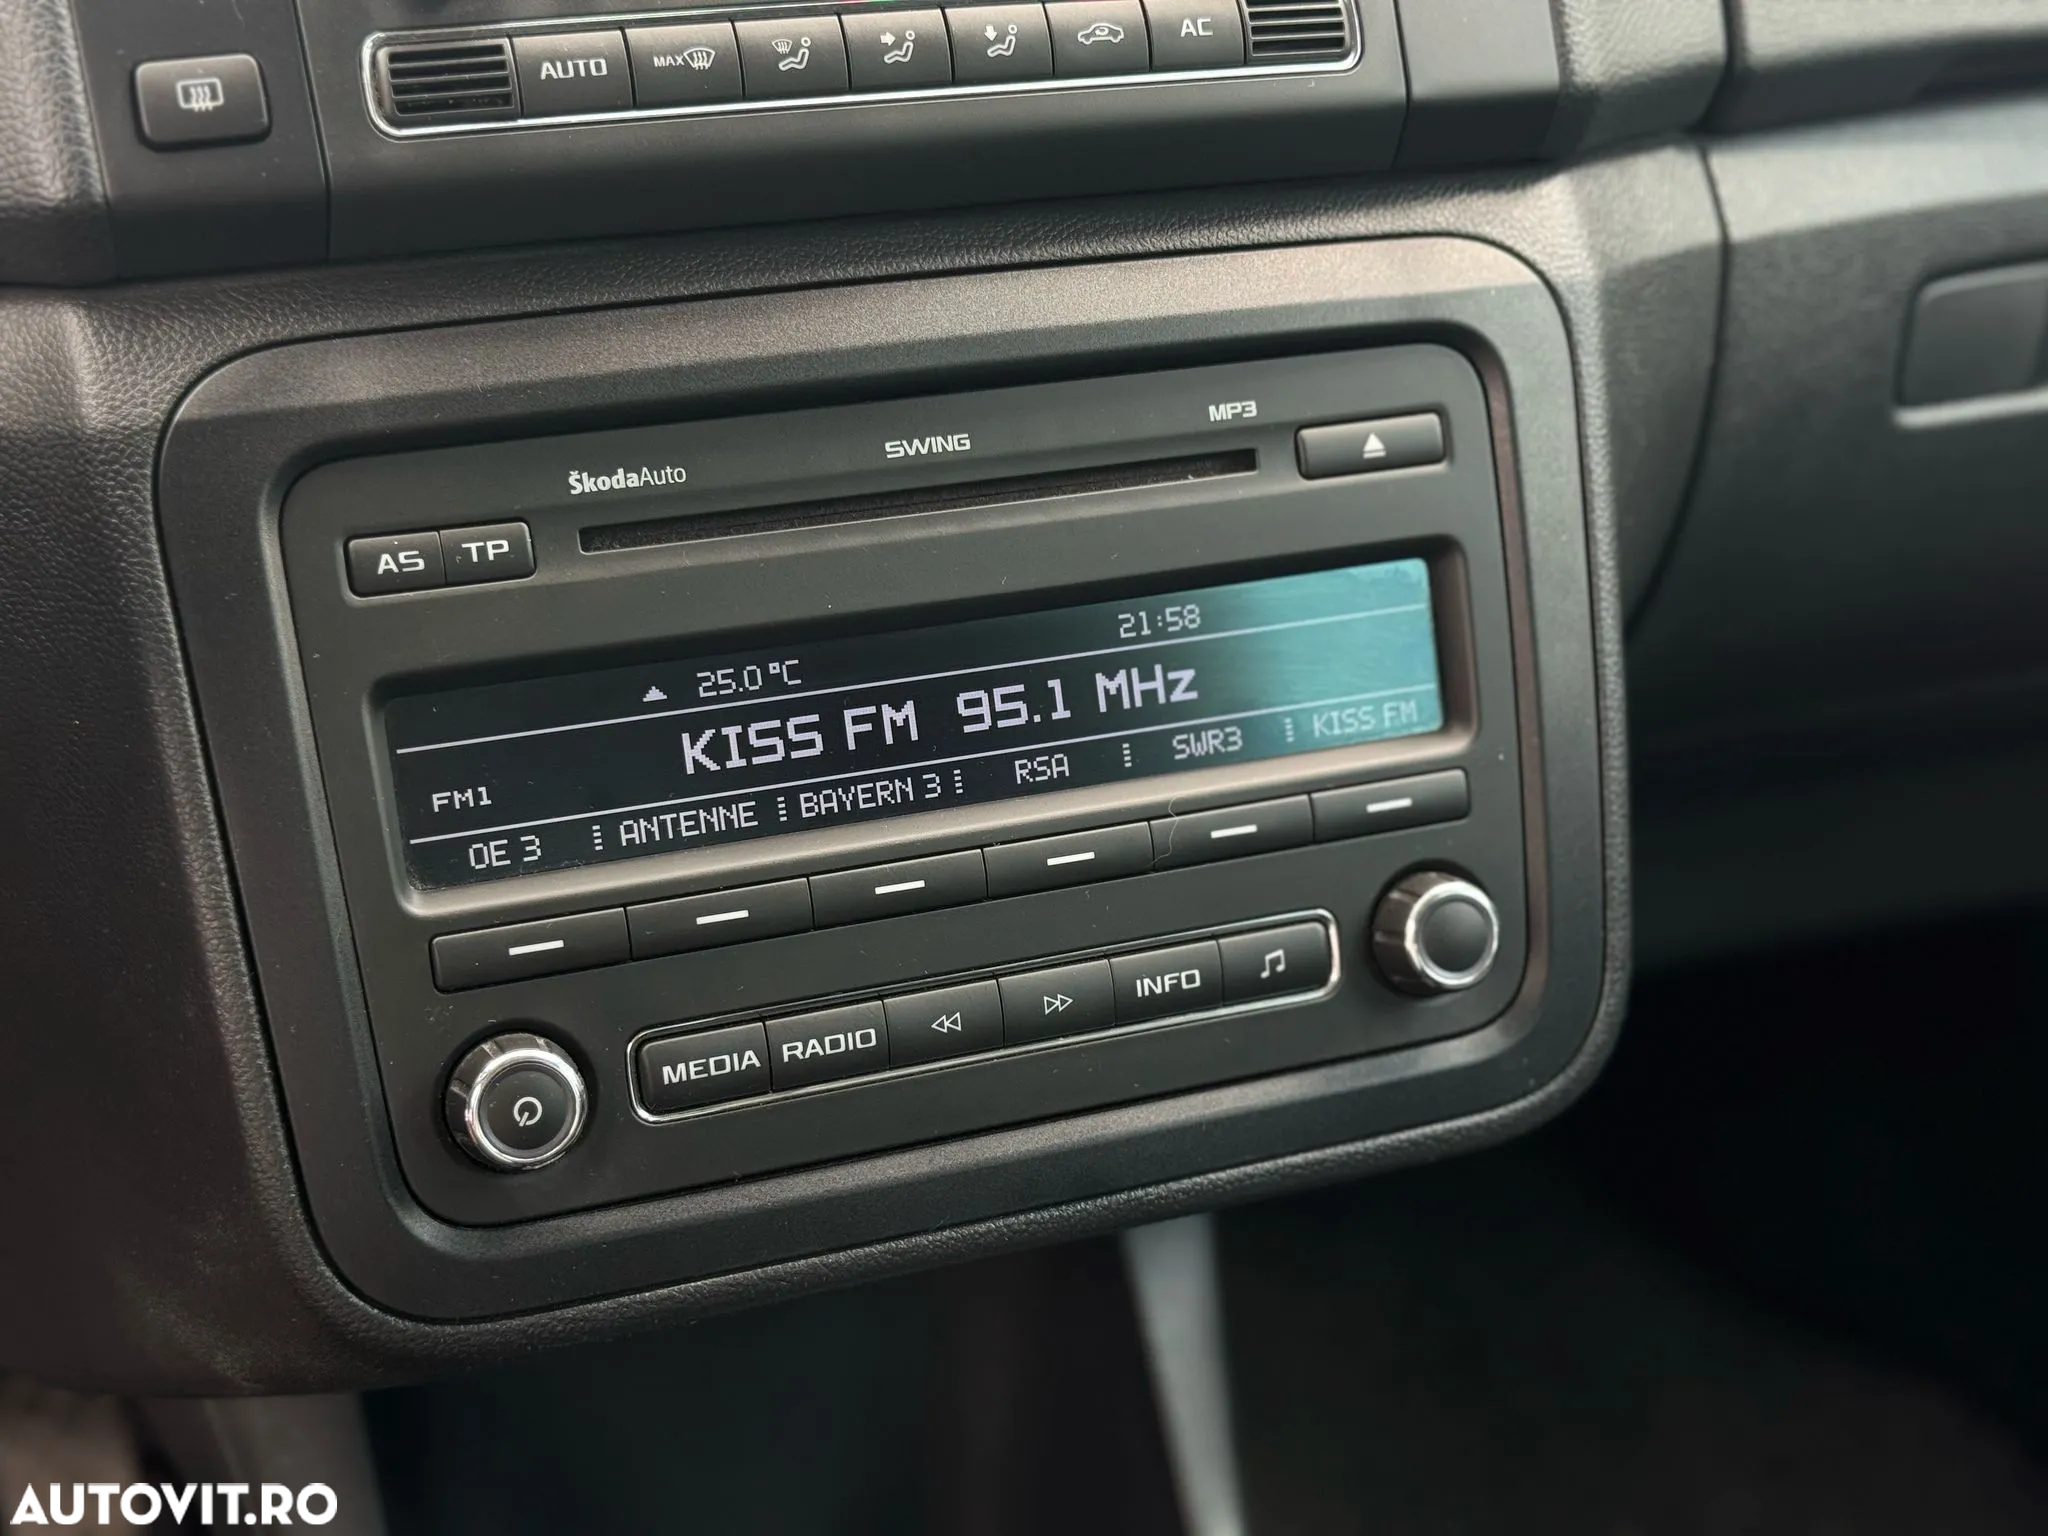 AUTO MAX AC
MP3
SWING
ŠkodaAuto
AS TP
21:58
25.0 °C
KISS FM 95.1 MHz
FM1
OE 3 ANTENNE BAYERN 3 RSA SWR3 KISS FM
MEDIA RADIO INFO
AUTOVIT.RO